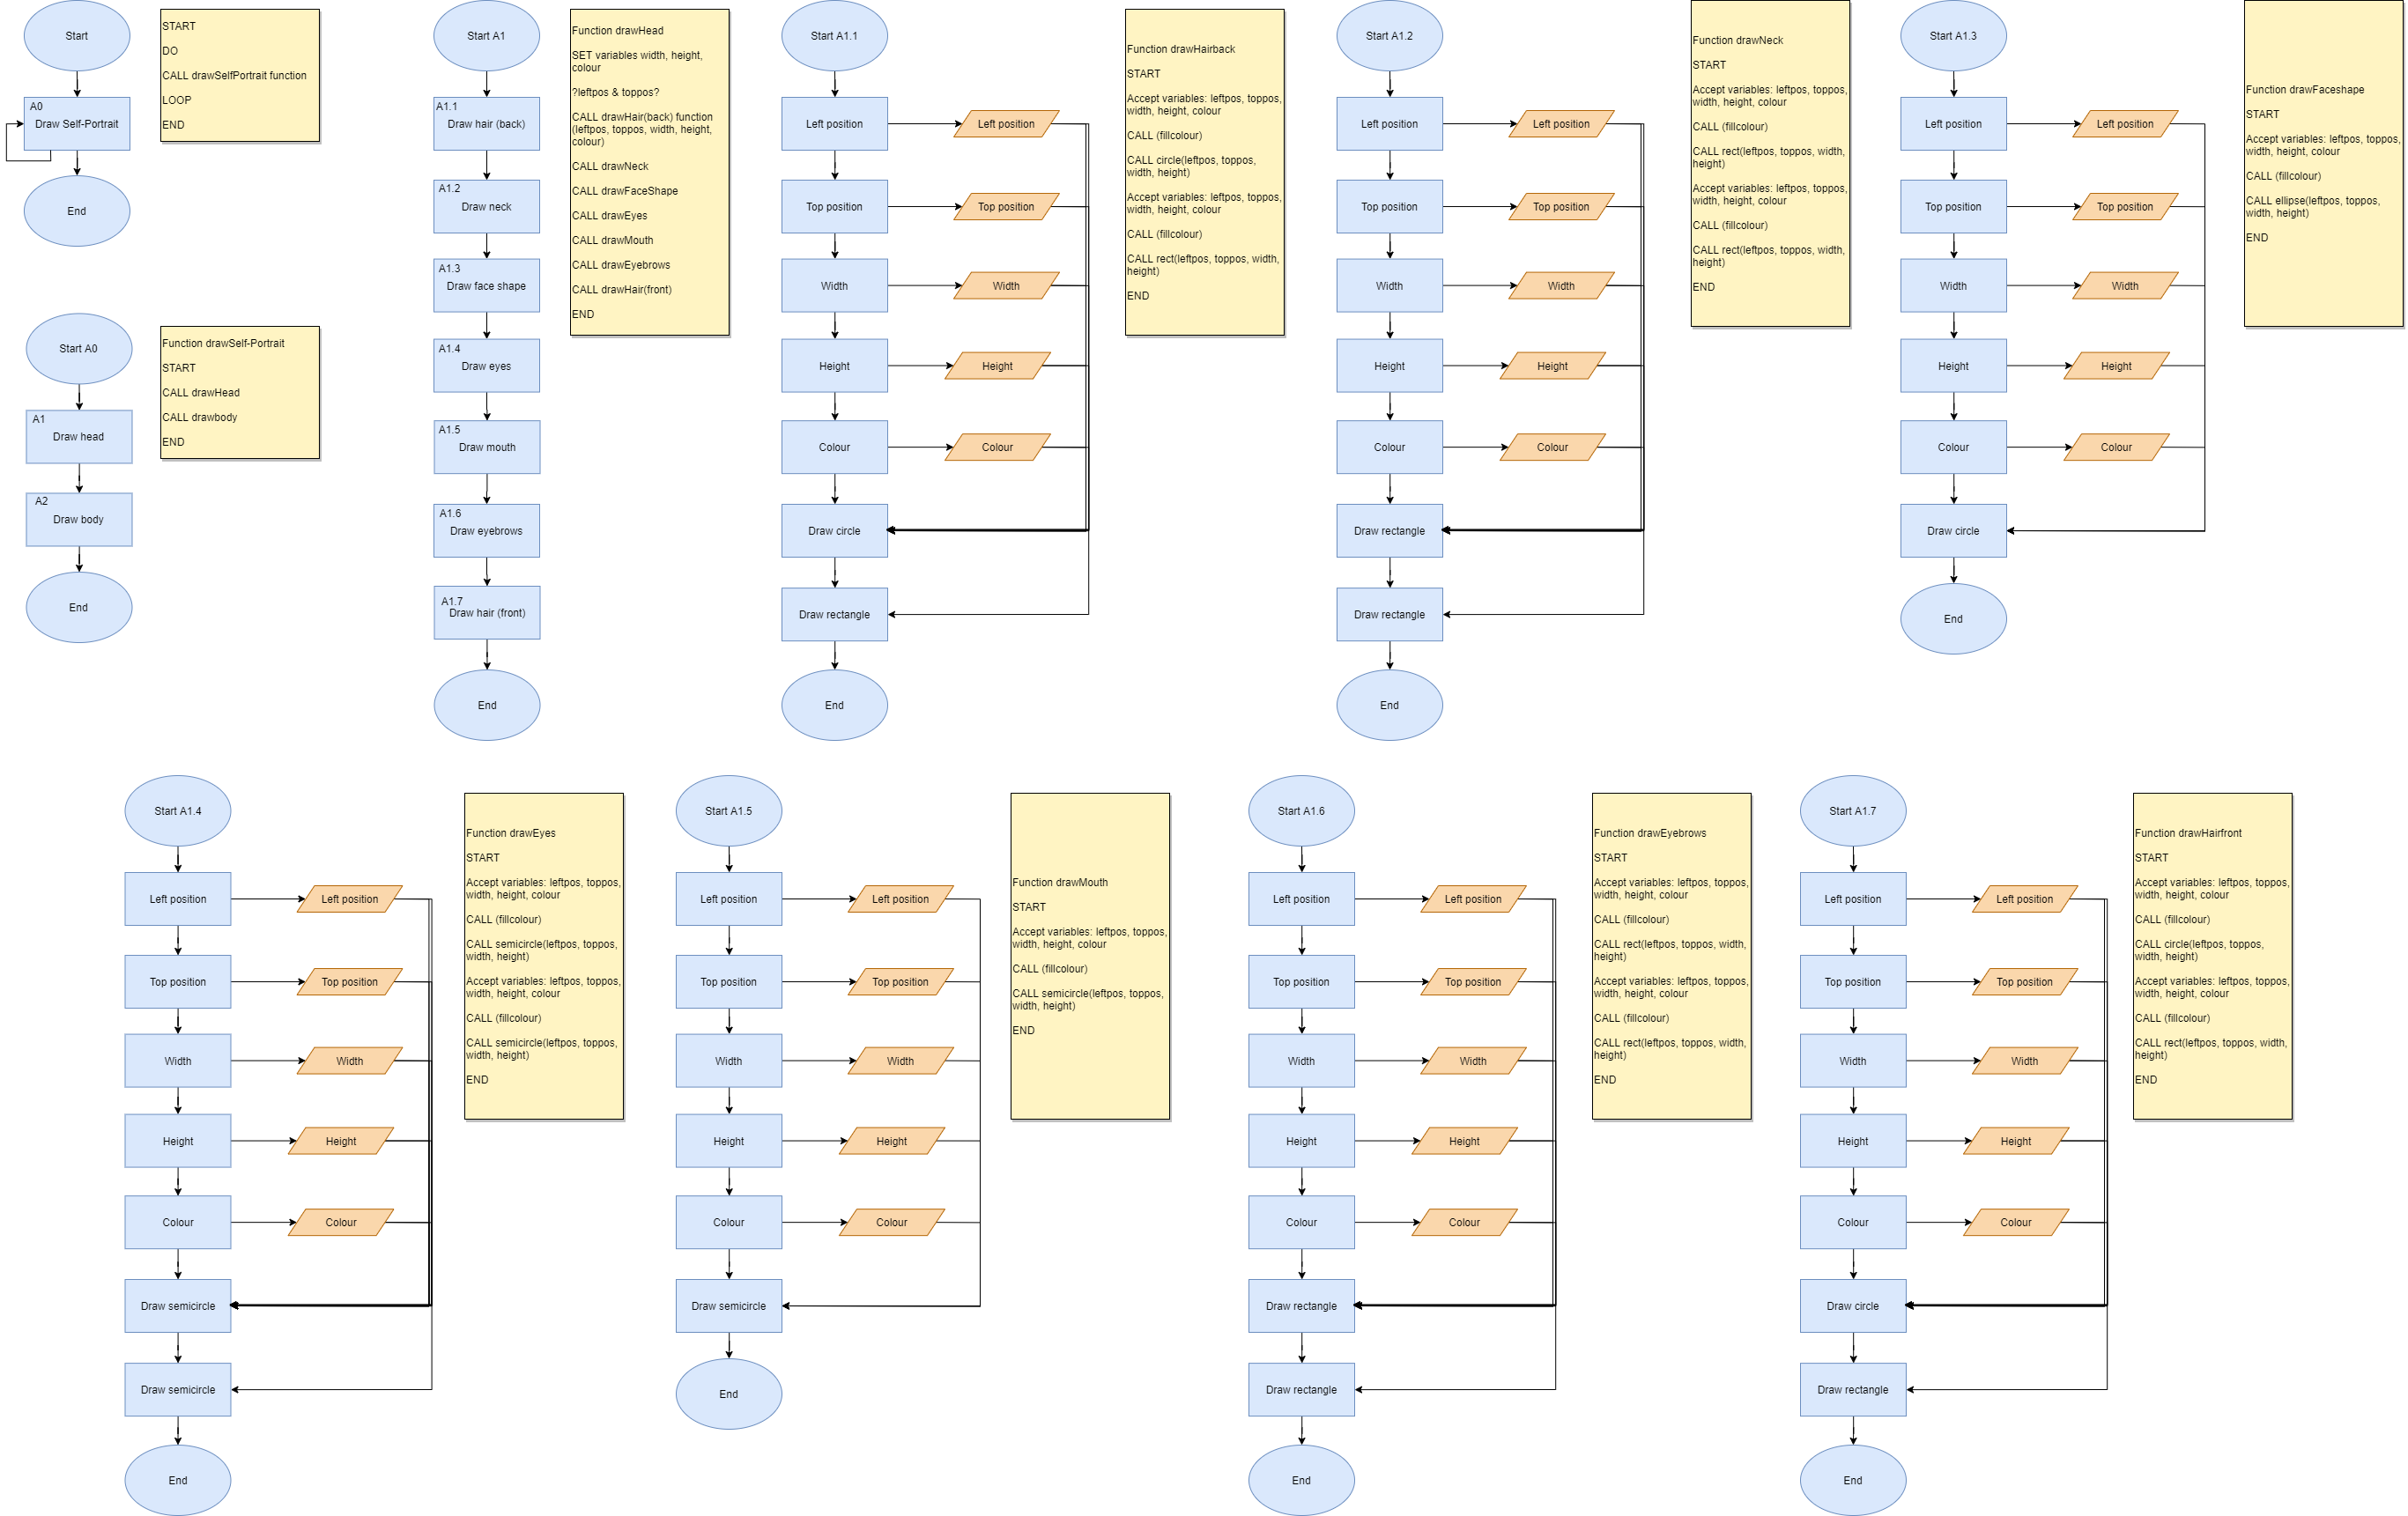 Start
A0
Draw Self-Portrait
End
START
DO
CALL drawSelfPortrait function
LOOP
END
Start A0
A1
Draw head
A2
Draw body
End
Function drawSelf-Portrait
START
CALL drawHead
CALL drawbody
END
Start A1
A1.1
Draw hair (back)
A1.2
Draw neck
A1.3
Draw face shape
A1.4
Draw eyes
A1.5
Draw mouth
A1.6
Draw eyebrows
A1.7
Draw hair (front)
End
Function drawHead
SET variables width, height,
colour
?leftpos & toppos?
CALL drawHair(back) function
(leftpos, toppos, width, height,
colour)
CALL drawNeck
CALL drawFaceShape
CALL drawEyes
CALL drawMouth
CALL drawEyebrows
CALL drawHair(front)
END
Start A1.1
Left position
Left position
Top position
Top position
Width
Width
Height
Height
Colour
Colour
Draw circle
Draw rectangle
End
Function drawHairback
START
Accept variables: leftpos, toppos,
width, height, colour
CALL (fillcolour)
CALL circle(leftpos, toppos,
width, height)
Accept variables: leftpos, toppos,
width, height, colour
CALL (fillcolour)
CALL rect(leftpos, toppos, width,
height)
END
Start A1.2
Left position
Left position
Top position
Top position
Width
Width
Height
Height
Colour
Colour
Draw rectangle
Draw rectangle
End
Function drawNeck
START
Accept variables: leftpos, toppos,
width, height, colour
CALL (fillcolour)
CALL rect(leftpos, toppos, width,
height)
Accept variables: leftpos, toppos,
width, height, colour
CALL (fillcolour)
CALL rect(leftpos, toppos, width,
height)
END
Start A1.3
Left position
Left position
Top position
Top position
Width
Width
Height
Height
Colour
Colour
Draw circle
End
Function drawFaceshape
START
Accept variables: leftpos, toppos,
width, height, colour
CALL (fillcolour)
CALL ellipse(leftpos, toppos,
width, height)
END
Start A1.4
Left position
Left position
Top position
Top position
Width
Width
Height
Height
Colour
Colour
Draw semicircle
Draw semicircle
End
Function drawEyes
START
Accept variables: leftpos, toppos,
width, height, colour
CALL (fillcolour)
CALL semicircle(leftpos, toppos,
width, height)
Accept variables: leftpos, toppos,
width, height, colour
CALL (fillcolour)
CALL semicircle(leftpos, toppos,
width, height)
END
Start A1.5
Left position
Left position
Top position
Top position
Width
Width
Height
Height
Colour
Colour
Draw semicircle
End
Function drawMouth
START
Accept variables: leftpos, toppos,
width, height, colour
CALL (fillcolour)
CALL semicircle(leftpos, toppos,
width, height)
END
Start A1.6
Left position
Left position
Top position
Top position
Width
Width
Height
Height
Colour
Colour
Draw rectangle
Draw rectangle
End
Function drawEyebrows
START
Accept variables: leftpos, toppos,
width, height, colour
CALL (fillcolour)
CALL rect(leftpos, toppos, width,
height)
Accept variables: leftpos, toppos,
width, height, colour
CALL (fillcolour)
CALL rect(leftpos, toppos, width,
height)
END
Start A1.7
Left position
Left position
Top position
Top position
Width
Width
Height
Height
Colour
Colour
Draw circle
Draw rectangle
End
Function drawHairfront
START
Accept variables: leftpos, toppos,
width, height, colour
CALL (fillcolour)
CALL circle(leftpos, toppos,
width, height)
Accept variables: leftpos, toppos,
width, height, colour
CALL (fillcolour)
CALL rect(leftpos, toppos, width,
height)
END